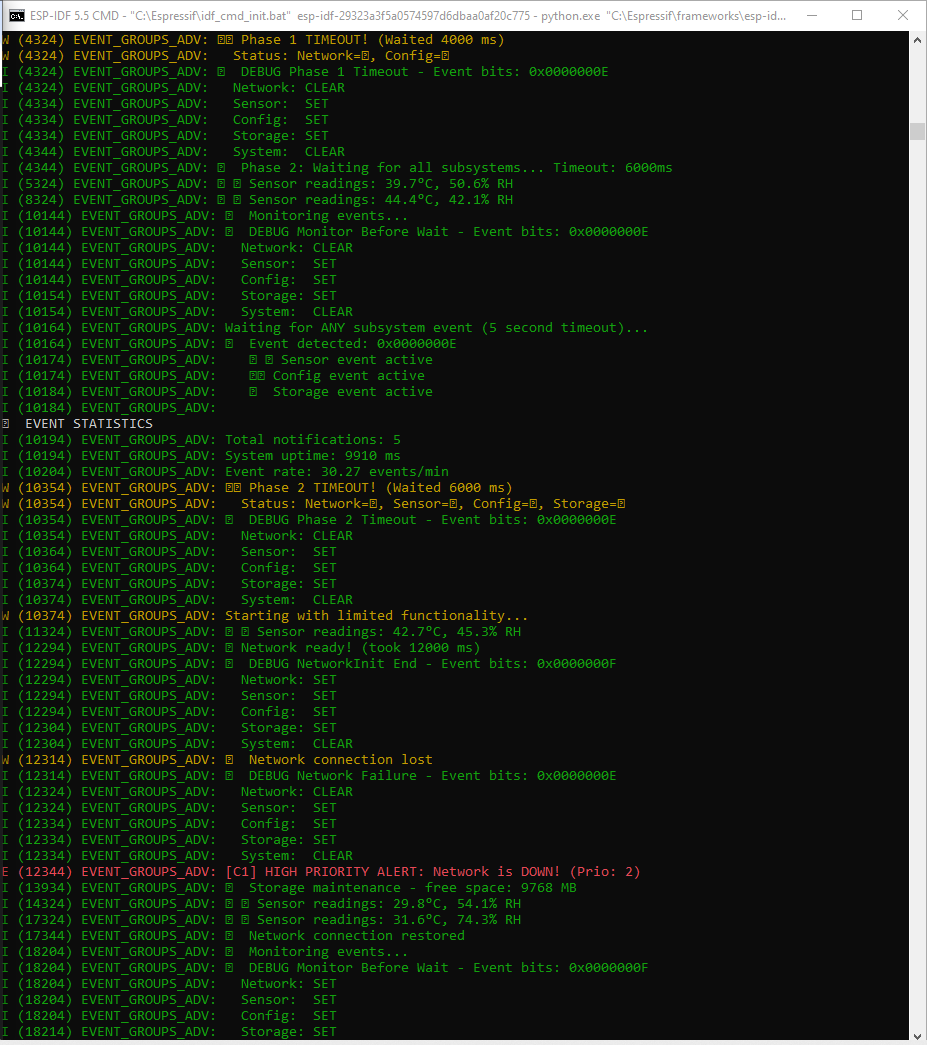 ESP-IDF 5.5 CMD - "C:\Espressif\idf_cmd_init.bat" esp-idf-29323a3f5a0574597d6dbaa0af20c775 - python.exe "C:\Espressif\frameworks\esp-id...
W (4324) EVENT_GROUPS_ADV: Phase 1 TIMEOUT! (Waited 4000 ms)
W (4324) EVENT_GROUPS_ADV: Status: Network=, Config=
I (4324) EVENT_GROUPS_ADV: DEBUG Phase 1 Timeout - Event bits: 0x0000000E
I (4324) EVENT_GROUPS_ADV: Network: CLEAR
I (4334) EVENT_GROUPS_ADV: Sensor: SET
I (4334) EVENT_GROUPS_ADV: Config: SET
I (4334) EVENT_GROUPS_ADV: Storage: SET
I (4344) EVENT_GROUPS_ADV: System: CLEAR
I (4344) EVENT_GROUPS_ADV: Phase 2: Waiting for all subsystems... Timeout: 6000ms
I (5324) EVENT_GROUPS_ADV: Sensor readings: 39.7ºC, 50.6% RH
I (8324) EVENT_GROUPS_ADV: Sensor readings: 44.4ºC, 42.1% RH
I (10144) EVENT_GROUPS_ADV: Monitoring events...
I (10144) EVENT_GROUPS_ADV: DEBUG Monitor Before Wait - Event bits: 0x0000000E
I (10144) EVENT_GROUPS_ADV: Network: CLEAR
I (10144) EVENT_GROUPS_ADV: Sensor: SET
I (10144) EVENT_GROUPS_ADV: Config: SET
I (10154) EVENT_GROUPS_ADV: Storage: SET
I (10154) EVENT_GROUPS_ADV: System: CLEAR
I (10164) EVENT_GROUPS_ADV: Waiting for ANY subsystem event (5 second timeout)...
I (10164) EVENT_GROUPS_ADV: Event detected: 0x0000000E
I (10174) EVENT_GROUPS_ADV: Sensor event active
I (10174) EVENT_GROUPS_ADV: Config event active
I (10184) EVENT_GROUPS_ADV: Storage event active
I (10184) EVENT_GROUPS_ADV:
EVENT STATISTICS
I (10194) EVENT_GROUPS_ADV: Total notifications: 5
I (10194) EVENT_GROUPS_ADV: System uptime: 9910 ms
I (10204) EVENT_GROUPS_ADV: Event rate: 30.27 events/min
W (10354) EVENT_GROUPS_ADV: Phase 2 TIMEOUT! (Waited 6000 ms)
W (10354) EVENT_GROUPS_ADV: Status: Network=, Sensor=, Config=, Storage=
I (10354) EVENT_GROUPS_ADV: DEBUG Phase 2 Timeout - Event bits: 0x0000000E
I (10354) EVENT_GROUPS_ADV: Network: CLEAR
I (10364) EVENT_GROUPS_ADV: Sensor: SET
I (10364) EVENT_GROUPS_ADV: Config: SET
I (10374) EVENT_GROUPS_ADV: Storage: SET
I (10374) EVENT_GROUPS_ADV: System: CLEAR
W (10374) EVENT_GROUPS_ADV: Starting with limited functionality...
I (11324) EVENT_GROUPS_ADV: Sensor readings: 42.7ºC, 45.3% RH
I (12294) EVENT_GROUPS_ADV: Network ready! (took 12000 ms)
I (12294) EVENT_GROUPS_ADV: DEBUG NetworkInit End - Event bits: 0x0000000F
I (12294) EVENT_GROUPS_ADV: Network: SET
I (12294) EVENT_GROUPS_ADV: Sensor: SET
I (12294) EVENT_GROUPS_ADV: Config: SET
I (12304) EVENT_GROUPS_ADV: Storage: SET
I (12304) EVENT_GROUPS_ADV: System: CLEAR
W (12314) EVENT_GROUPS_ADV: Network connection lost
I (12314) EVENT_GROUPS_ADV: DEBUG Network Failure - Event bits: 0x0000000E
I (12324) EVENT_GROUPS_ADV: Network: CLEAR
I (12324) EVENT_GROUPS_ADV: Sensor: SET
I (12334) EVENT_GROUPS_ADV: Config: SET
I (12334) EVENT_GROUPS_ADV: Storage: SET
I (12334) EVENT_GROUPS_ADV: System: CLEAR
E (12344) EVENT_GROUPS_ADV: [C1] HIGH PRIORITY ALERT: Network is DOWN! (Prio: 2)
I (13934) EVENT_GROUPS_ADV: Storage maintenance - free space: 9768 MB
I (14324) EVENT_GROUPS_ADV: Sensor readings: 29.8ºC, 54.1% RH
I (17324) EVENT_GROUPS_ADV: Sensor readings: 31.6ºC, 74.3% RH
I (17344) EVENT_GROUPS_ADV: Network connection restored
I (18204) EVENT_GROUPS_ADV: Monitoring events...
I (18204) EVENT_GROUPS_ADV: DEBUG Monitor Before Wait - Event bits: 0x0000000F
I (18204) EVENT_GROUPS_ADV: Network: SET
I (18204) EVENT_GROUPS_ADV: Sensor: SET
I (18204) EVENT_GROUPS_ADV: Config: SET
I (18214) EVENT_GROUPS_ADV: Storage: SET